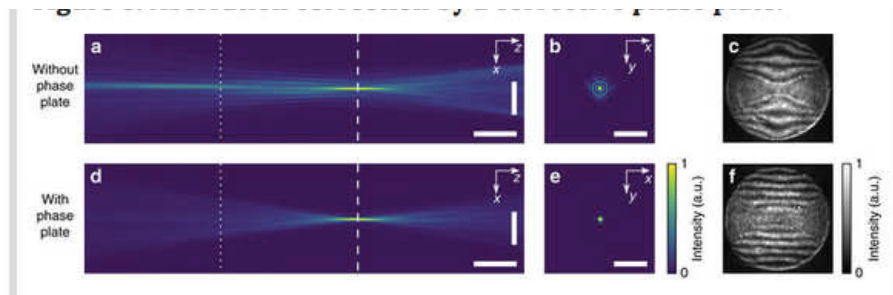 a
z
x
b
x
y
c
Without
phase
plate
d
z
x
e
x
y
1
Intensity (a.u.)
0
f
1
Intensity (a.u.)
0
With
phase
plate